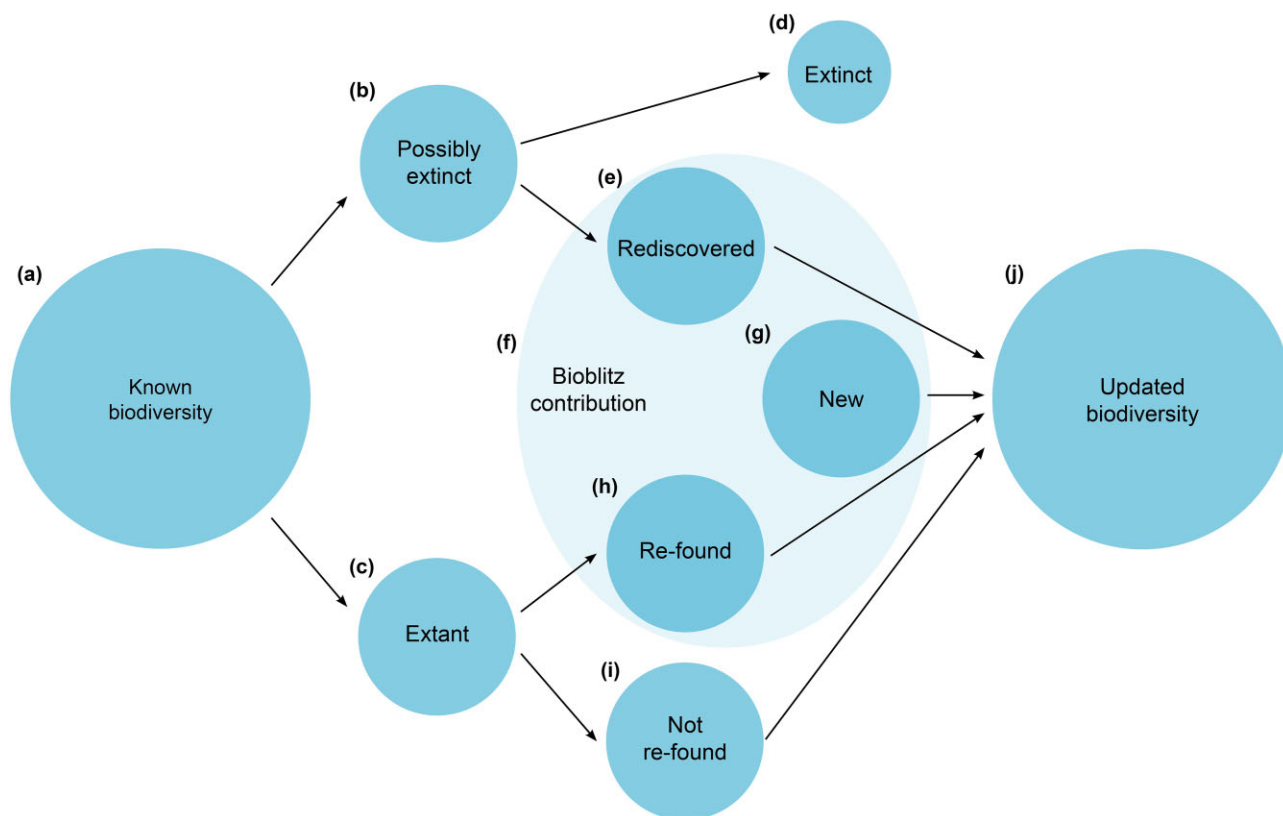 (a)
Known
biodiversity
(b)
Possibly
extinct
(c)
Extant
(d)
Extinct
(e)
Rediscovered
(f)
Bioblitz
contribution
(g)
New
(h)
Re-found
(i)
Not
re-found
(j)
Updated
biodiversity